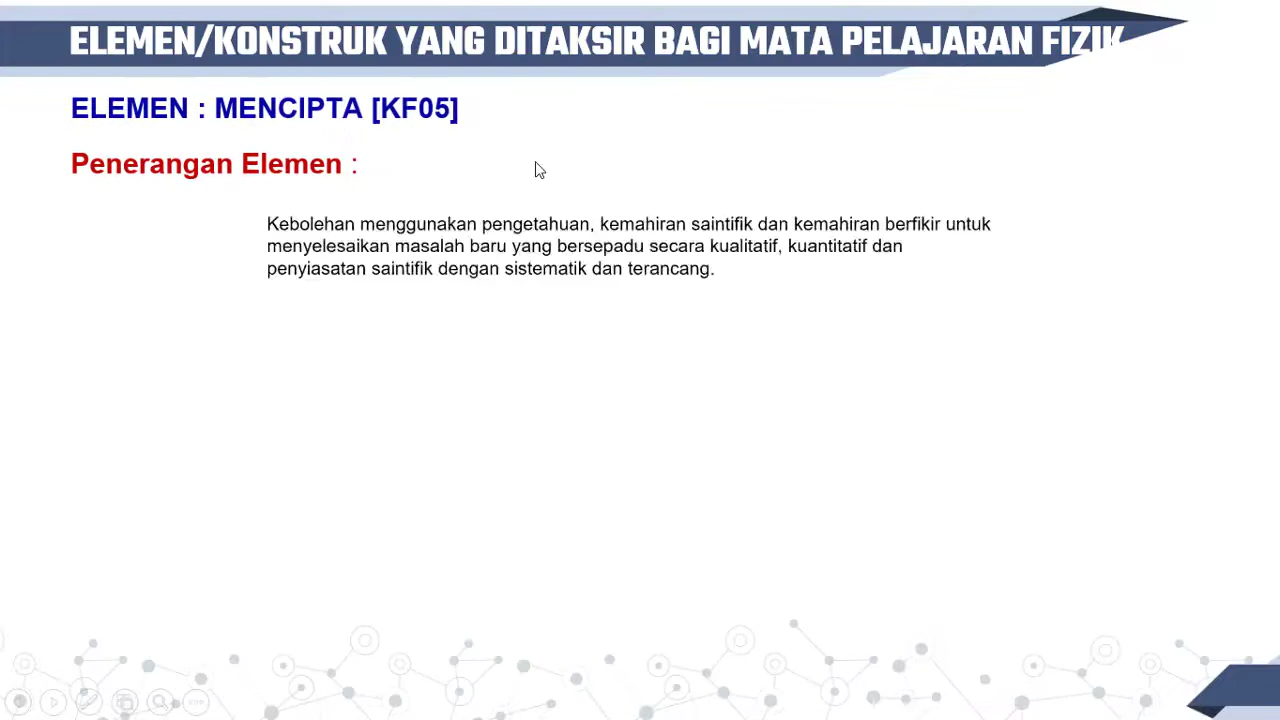 ELEMEN/KONSTRUK YANG DITAKSIR BAGI MATA PELAJARAN FIZIK
ELEMEN : MENCIPTA [KF05]
Penerangan Elemen :
Kebolehan menggunakan pengetahuan, kemahiran saintifik dan kemahiran berfikir untuk
menyelesaikan masalah baru yang bersepadu secara kualitatif, kuantitatif dan
penyiasatan saintifik dengan sistematik dan terancang.